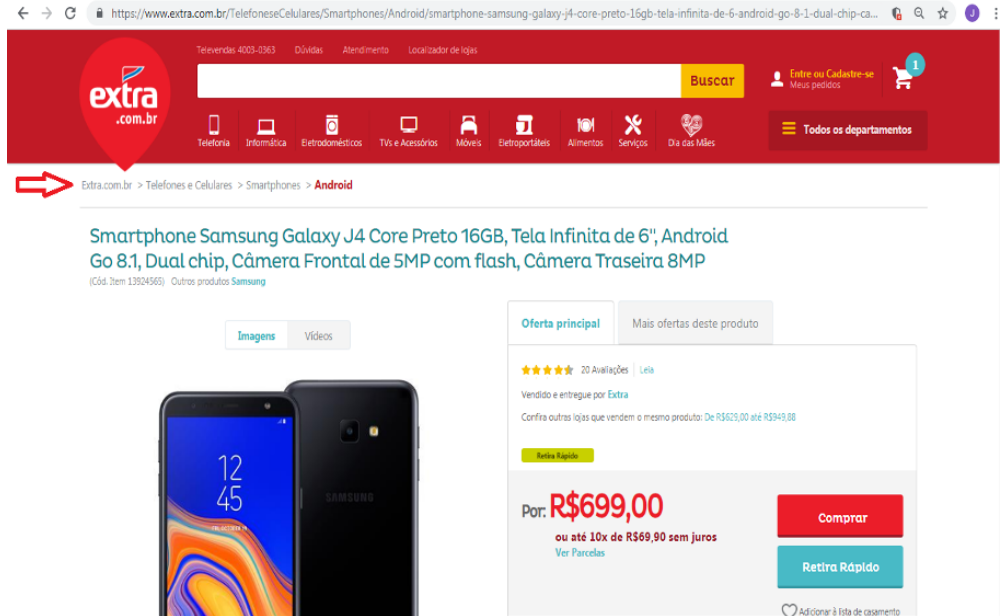 https://www.extra.com.br/TelefoneseCelulares/Smartphones/Android/smartphone-samsung-galaxy-j4-core-preto-16gb-tela-infinita-de-6-android-go-8-1-dual-chip-ca...
J
Televendas 4003-0363 Dúvidas Atendimento Localizador de lojas
extra
.com.br
Buscar
Entre ou Cadastre-se
Meus pedidos
1
Telefonia Informática Eletrodomésticos TVs e Acessórios Móveis Eletroportáteis Alimentos Serviços Dia das Mães
Todos os departamentos
Extra.com.br > Telefones e Celulares > Smartphones > Android
Smartphone Samsung Galaxy J4 Core Preto 16GB, Tela Infinita de 6", Android
Go 8.1, Dual chip, Câmera Frontal de 5MP com flash, Câmera Traseira 8MP
(Cód. Item 13924565) Outros produtos Samsung
Imagens Vídeos
Oferta principal Mais ofertas deste produto
20 Avaliações Leia
Vendido e entregue por Extra
Confira outras lojas que vendem o mesmo produto: De R$629,00 até R$949,88
Retira Rápido
12
45
SAMSUNG
Por: R$699,00
ou até 10x de R$69,90 sem juros
Ver Parcelas
Comprar
Retira Rápido
Adicionar à lista de casamento